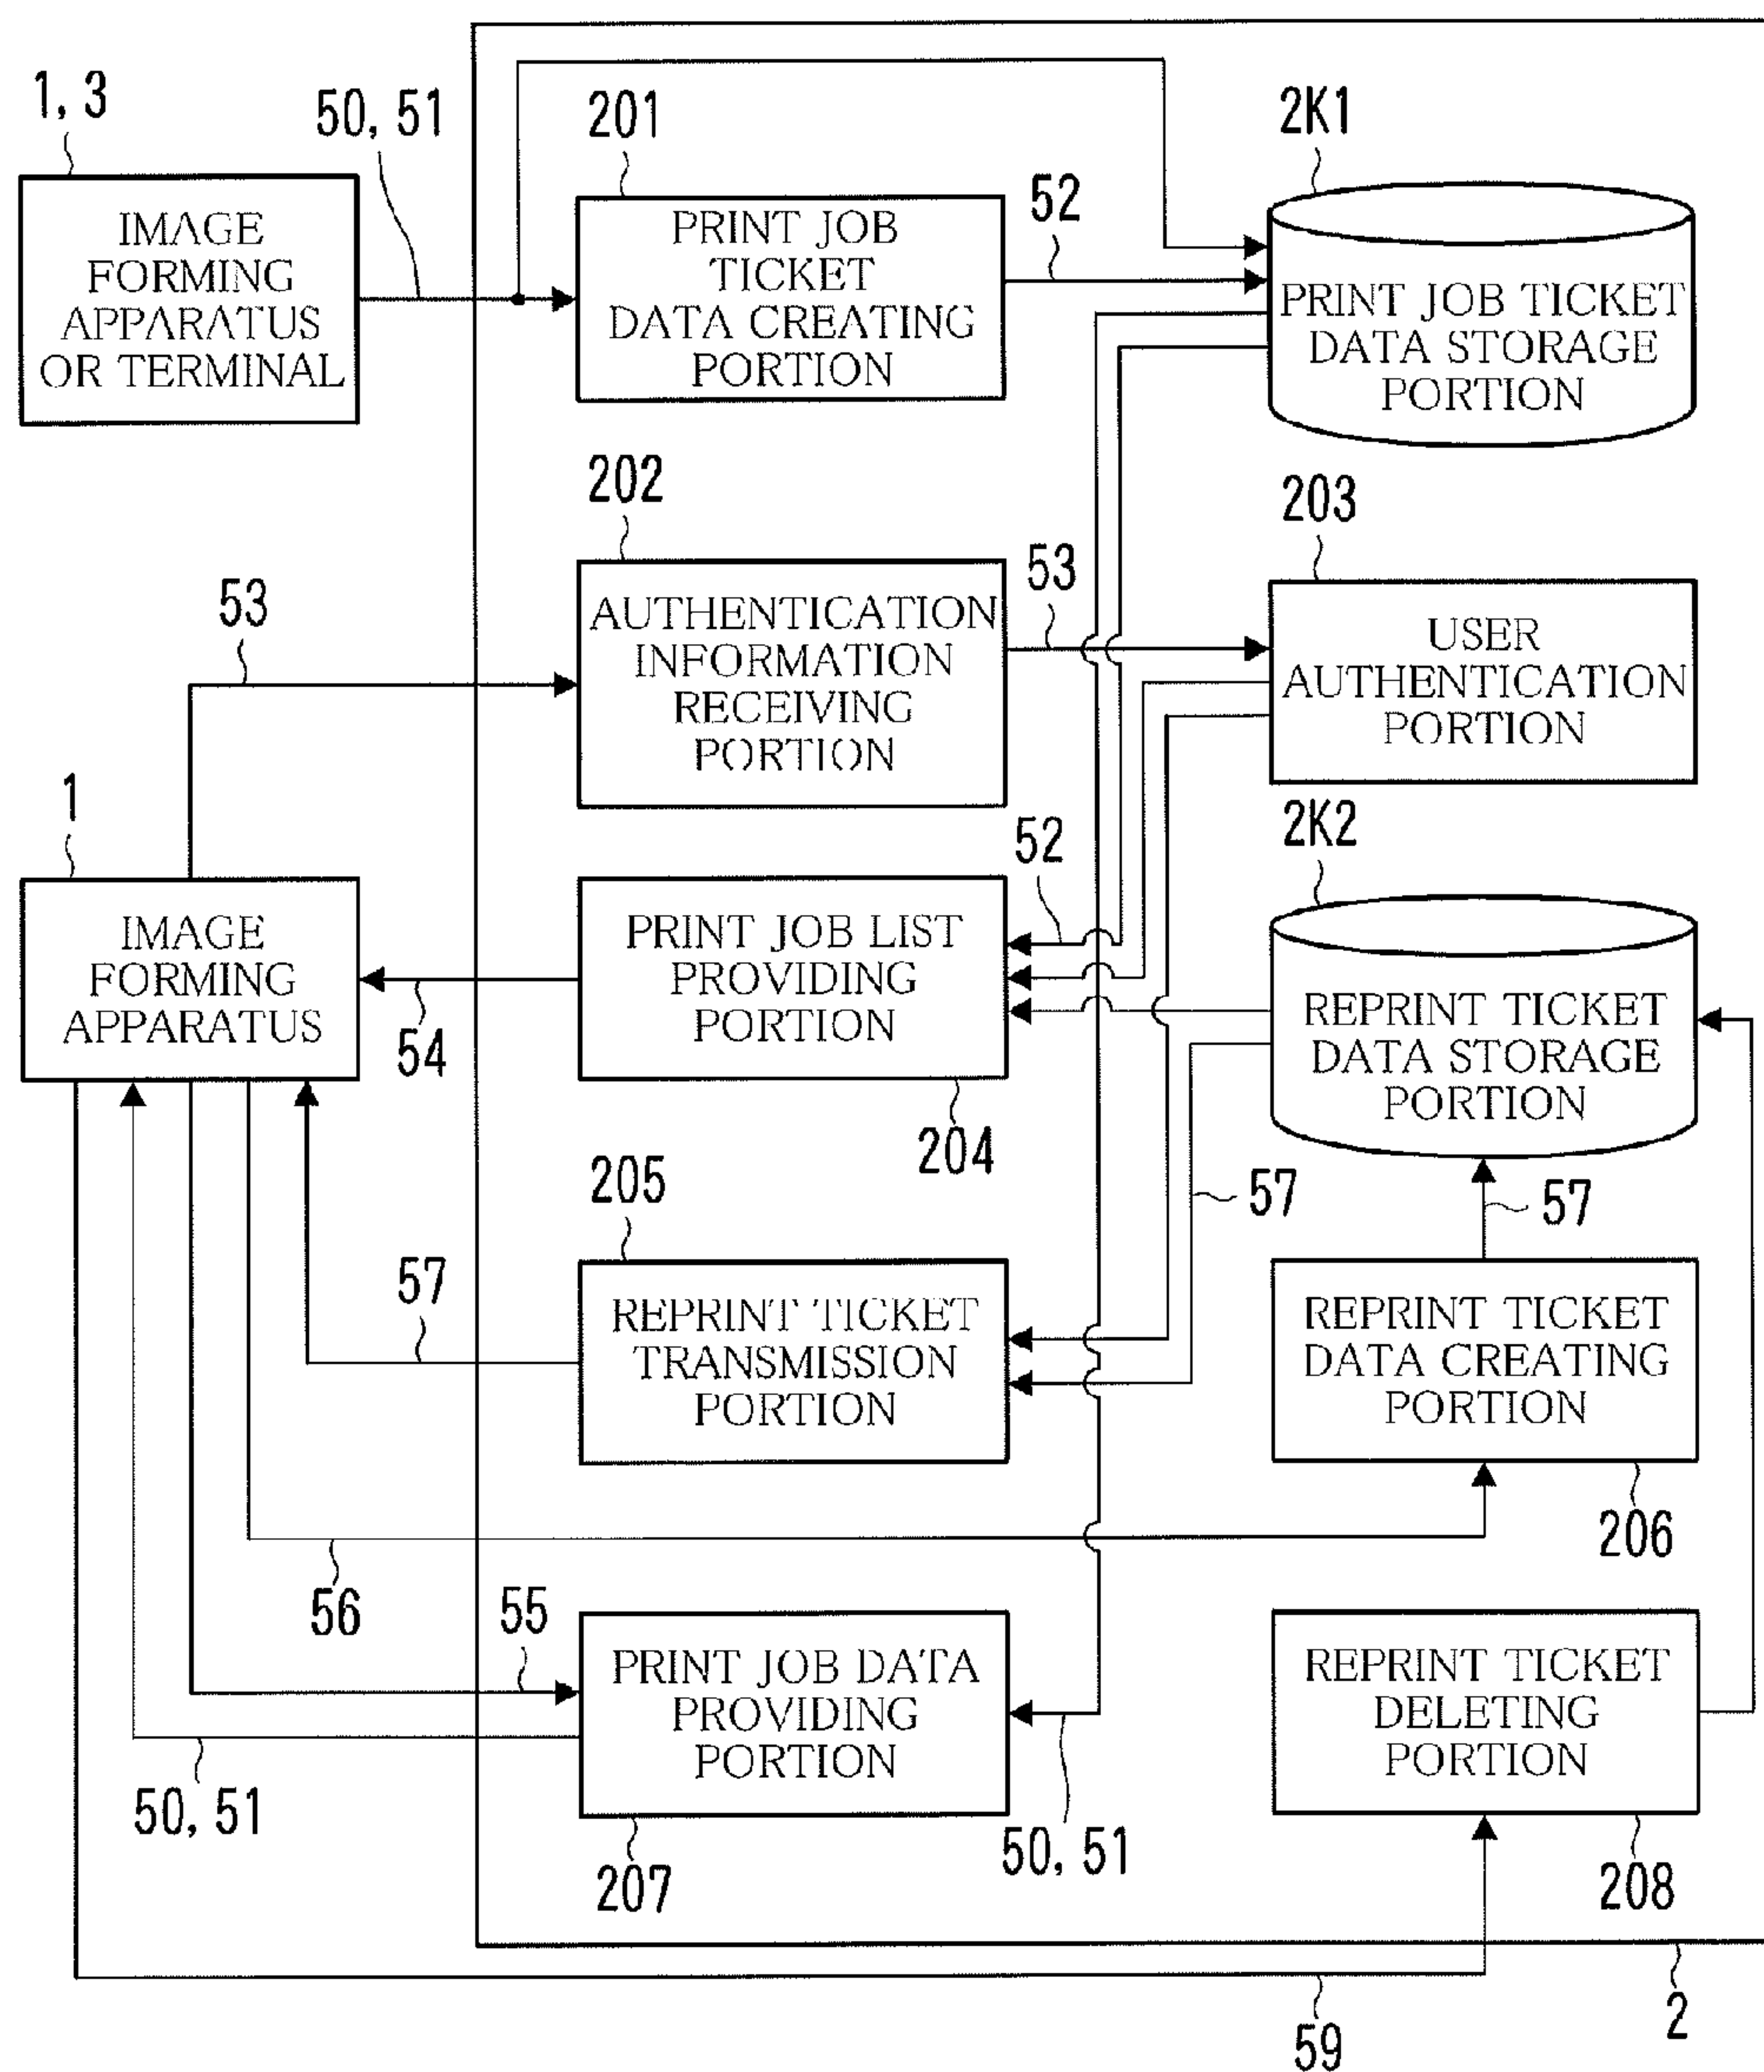 1, 3
50, 51
201
2K1
IMAGE
FORMING
APPARATUS
OR TERMINAL
PRINT JOB
TICKET
DATA CREATING
PORTION
52
PRINT JOB TICKET
DATA STORAGE
PORTION
202
203
53
AUTHENTICATION
INFORMATION
RECEIVING
PORTION
53
USER
AUTHENTICATION
PORTION
1
52
2K2
IMAGE
FORMING
APPARATUS
54
PRINT JOB LIST
PROVIDING
PORTION
204
REPRINT TICKET
DATA STORAGE
PORTION
205
57
57
57
REPRINT TICKET
TRANSMISSION
PORTION
REPRINT TICKET
DATA CREATING
PORTION
206
56
55
PRINT JOB DATA
PROVIDING
PORTION
REPRINT TICKET
DELETING
PORTION
50, 51
207
50, 51
208
59
2